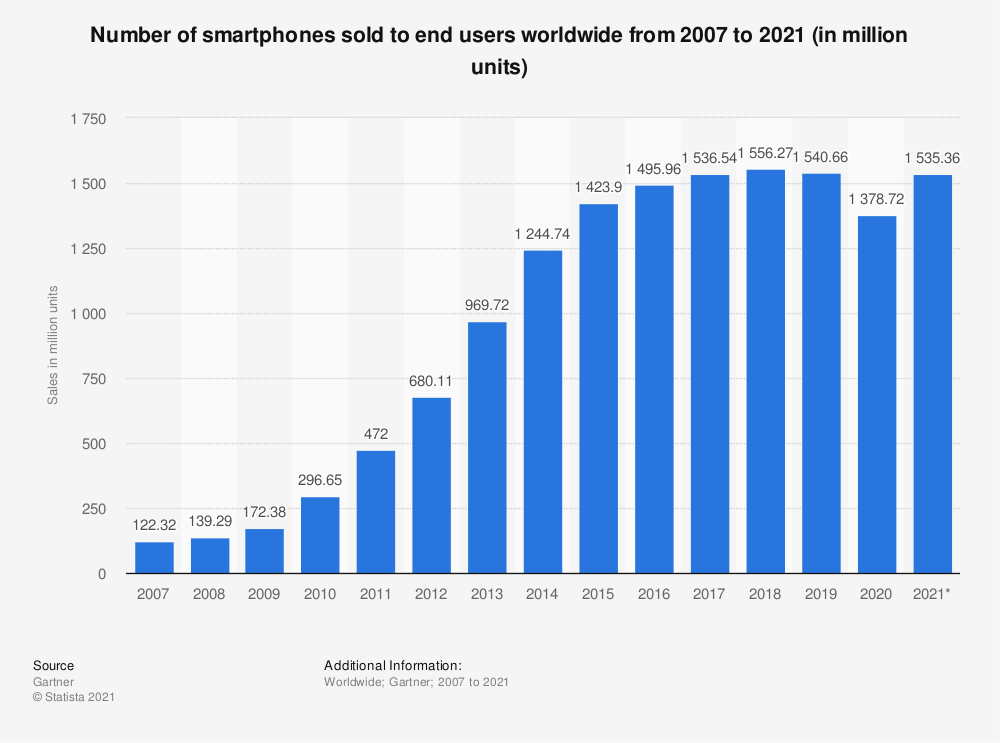 Number of smartphones sold to end users worldwide from 2007 to 2021 (in million
units)
1 750
1 500
1 250
1 000
750
500
250
0
Sales in million units
122.32
139.29
172.38
296.65
472
680.11
969.72
1 244.74
1 423.9
1 495.96
1 536.54
1 556.27
1 540.66
1 378.72
1 535.36
2007 2008 2009 2010 2011 2012 2013 2014 2015 2016 2017 2018 2019 2020 2021*
Source
Gartner
© Statista 2021
Additional Information:
Worldwide; Gartner; 2007 to 2021